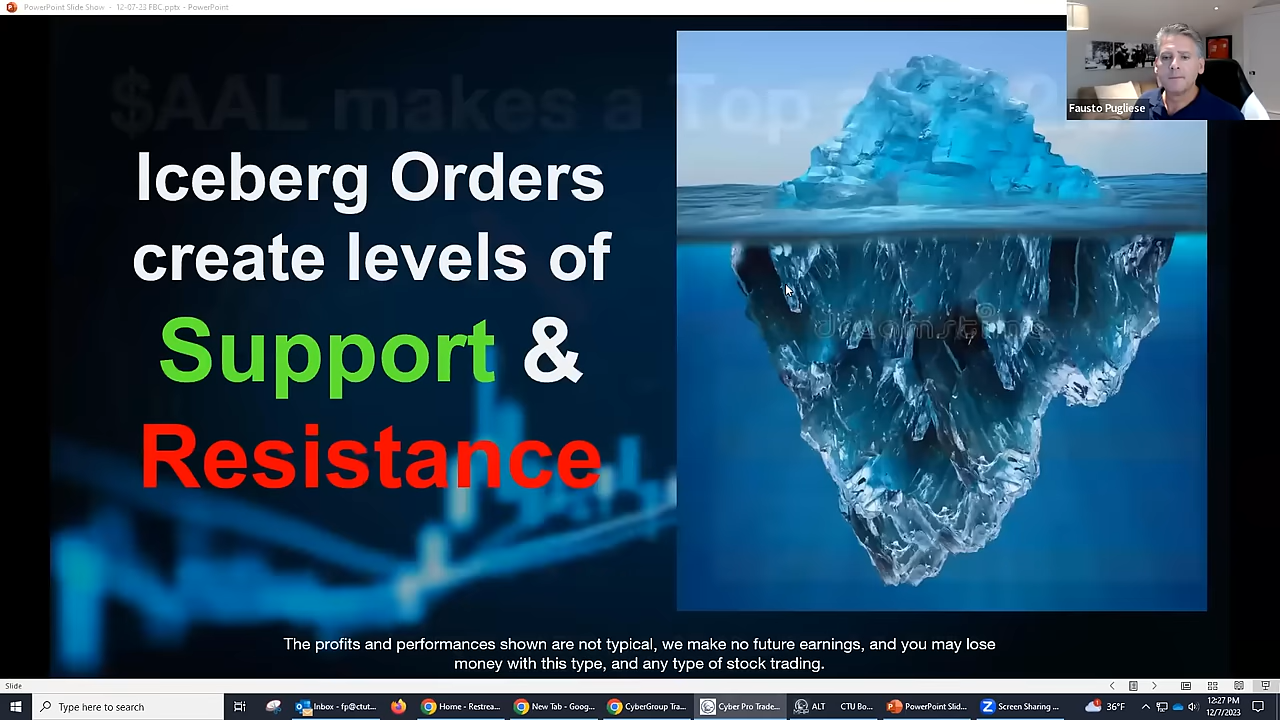 PowerPoint Slide Show - 12-07-23 FBC.pptx - PowerPoint
Fausto Pugliese
$AAL makes a Top
Iceberg Orders
create levels of
Support &
Resistance
The profits and performances shown are not typical, we make no future earnings, and you may lose
money with this type, and any type of stock trading.
Slide
Type here to search
Inbox - fp@ctut...
Home - Restrea...
New Tab - Goog...
CyberGroup Tra...
Cyber Pro Trade...
ALT
CTU Bo...
PowerPoint Slid...
Screen Sharing ...
36°F
12:27 PM
12/7/2023